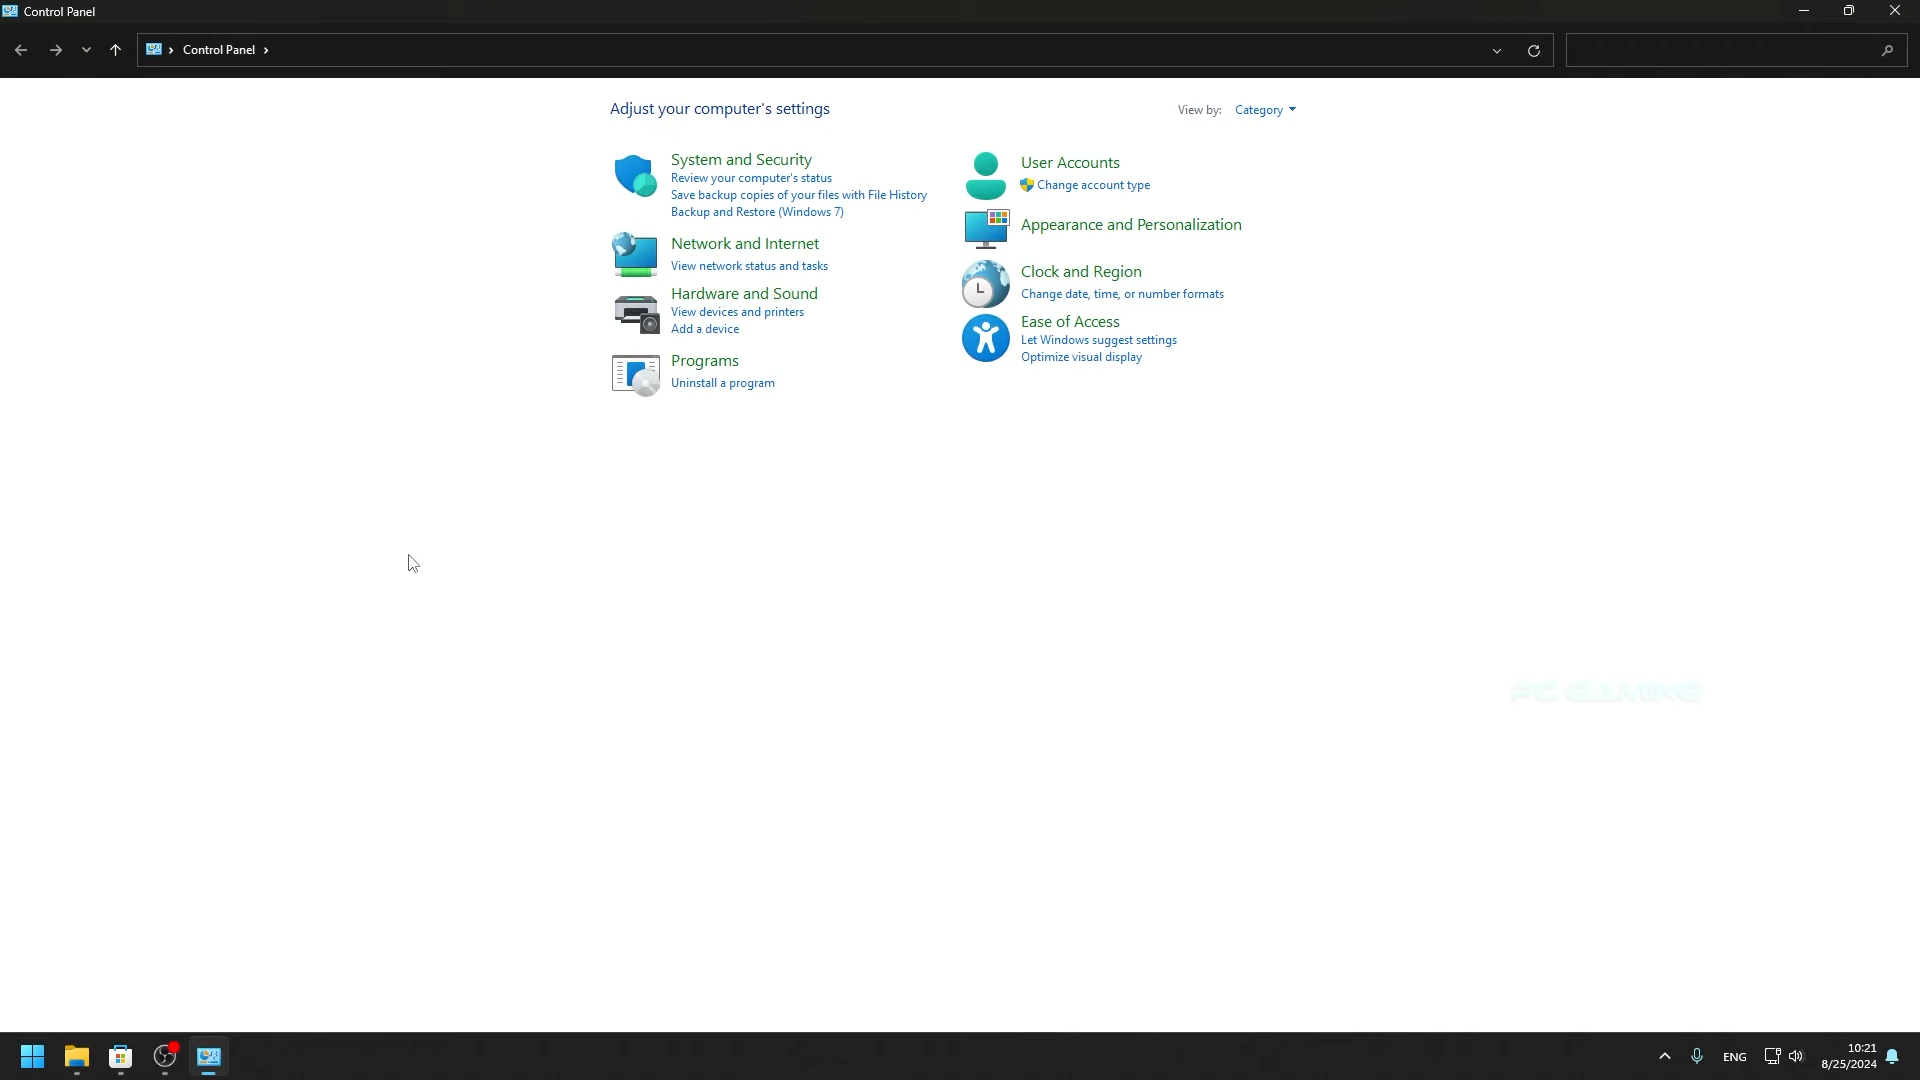 Control Panel
Control Panel
Adjust your computer's settings
View by: Category
System and Security
Review your computer's status
Save backup copies of your files with File History
Backup and Restore (Windows 7)
Network and Internet
View network status and tasks
Hardware and Sound
View devices and printers
Add a device
Programs
Uninstall a program
User Accounts
Change account type
Appearance and Personalization
Clock and Region
Change date, time, or number formats
Ease of Access
Let Windows suggest settings
Optimize visual display
PC GAMING
ENG
10:21
8/25/2024